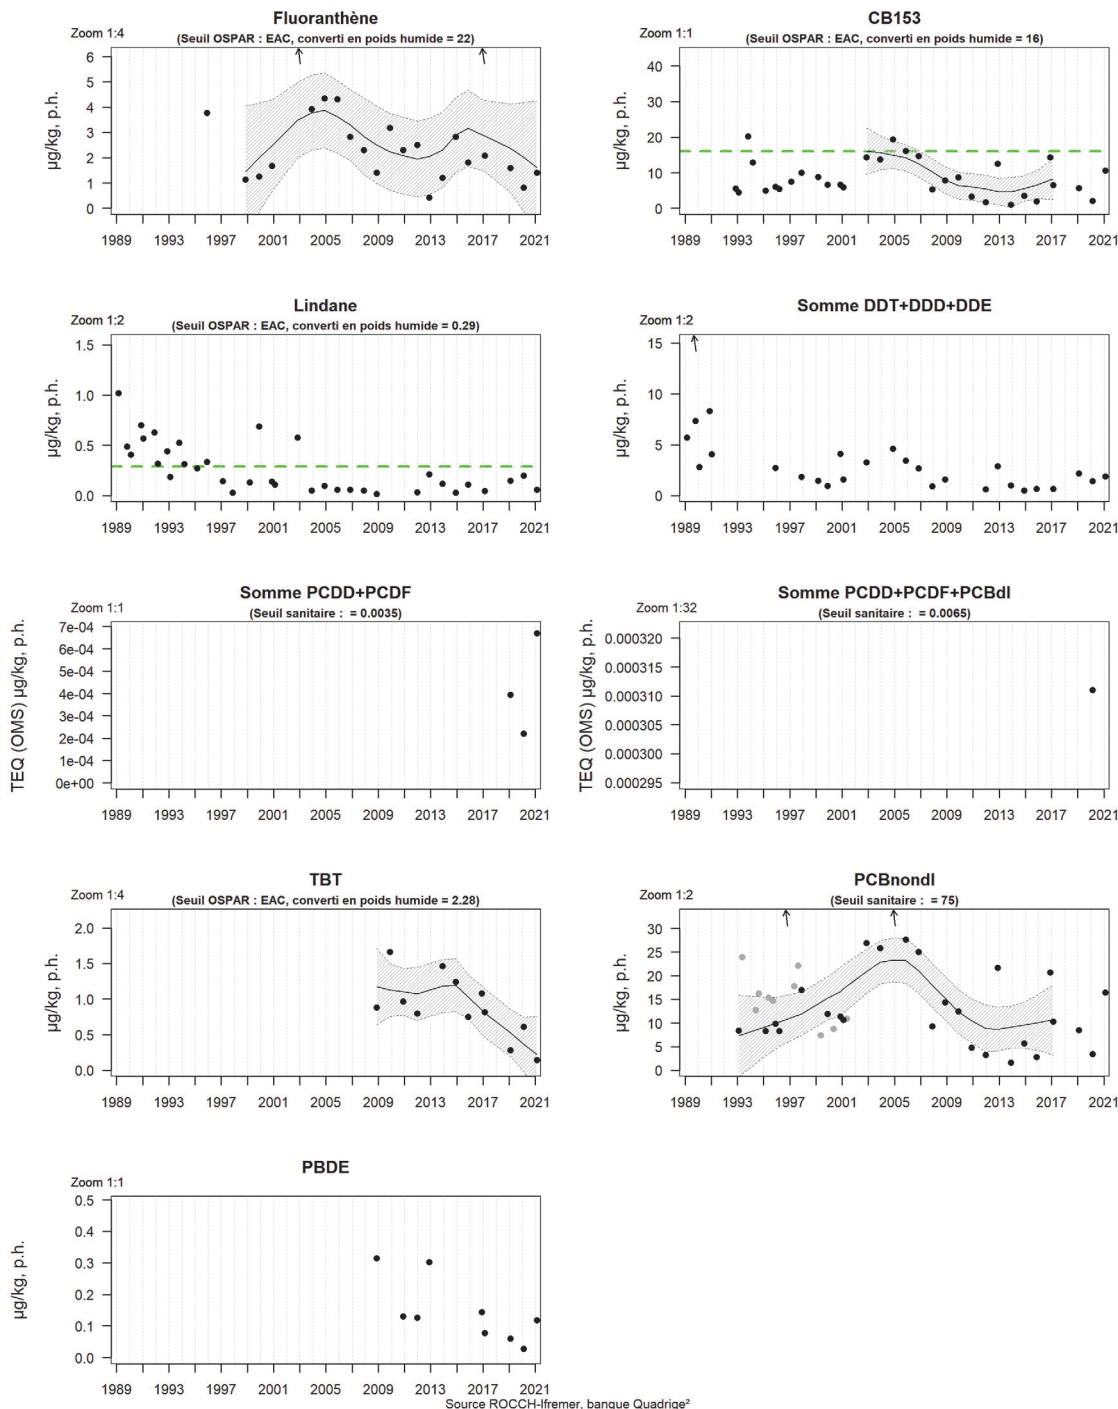 Fluoranthène
Zoom 1:4
(Seuil OSPAR : EAC, converti en poids humide = 22)
µg/kg, p.h.
6
5
4
3
2
1
0
1989 1993 1997 2001 2005 2009 2013 2017 2021
CB153
Zoom 1:1
(Seuil OSPAR : EAC, converti en poids humide = 16)
µg/kg, p.h.
40
30
20
10
0
1989 1993 1997 2001 2005 2009 2013 2017 2021
Lindane
Zoom 1:2
(Seuil OSPAR : EAC, converti en poids humide = 0.29)
µg/kg, p.h.
1.5
1.0
0.5
0.0
1989 1993 1997 2001 2005 2009 2013 2017 2021
Somme DDT+DDD+DDE
Zoom 1:2
µg/kg, p.h.
15
10
5
0
1989 1993 1997 2001 2005 2009 2013 2017 2021
Somme PCDD+PCDF
Zoom 1:1
(Seuil sanitaire : = 0.0035)
TEQ (OMS) µg/kg, p.h.
7e-04
6e-04
5e-04
4e-04
3e-04
2e-04
1e-04
0e+00
1989 1993 1997 2001 2005 2009 2013 2017 2021
Somme PCDD+PCDF+PCBdl
Zoom 1:32
(Seuil sanitaire : = 0.0065)
TEQ (OMS) µg/kg, p.h.
0.000320
0.000315
0.000310
0.000305
0.000300
0.000295
1989 1993 1997 2001 2005 2009 2013 2017 2021
TBT
Zoom 1:4
(Seuil OSPAR : EAC, converti en poids humide = 2.28)
µg/kg, p.h.
2.0
1.5
1.0
0.5
0.0
1989 1993 1997 2001 2005 2009 2013 2017 2021
PCBnondl
Zoom 1:2
(Seuil sanitaire : = 75)
µg/kg, p.h.
30
25
20
15
10
5
0
1989 1993 1997 2001 2005 2009 2013 2017 2021
PBDE
Zoom 1:1
µg/kg, p.h.
0.5
0.4
0.3
0.2
0.1
0.0
1989 1993 1997 2001 2005 2009 2013 2017 2021
Source ROCCH-Ifremer, banque Quadrige²